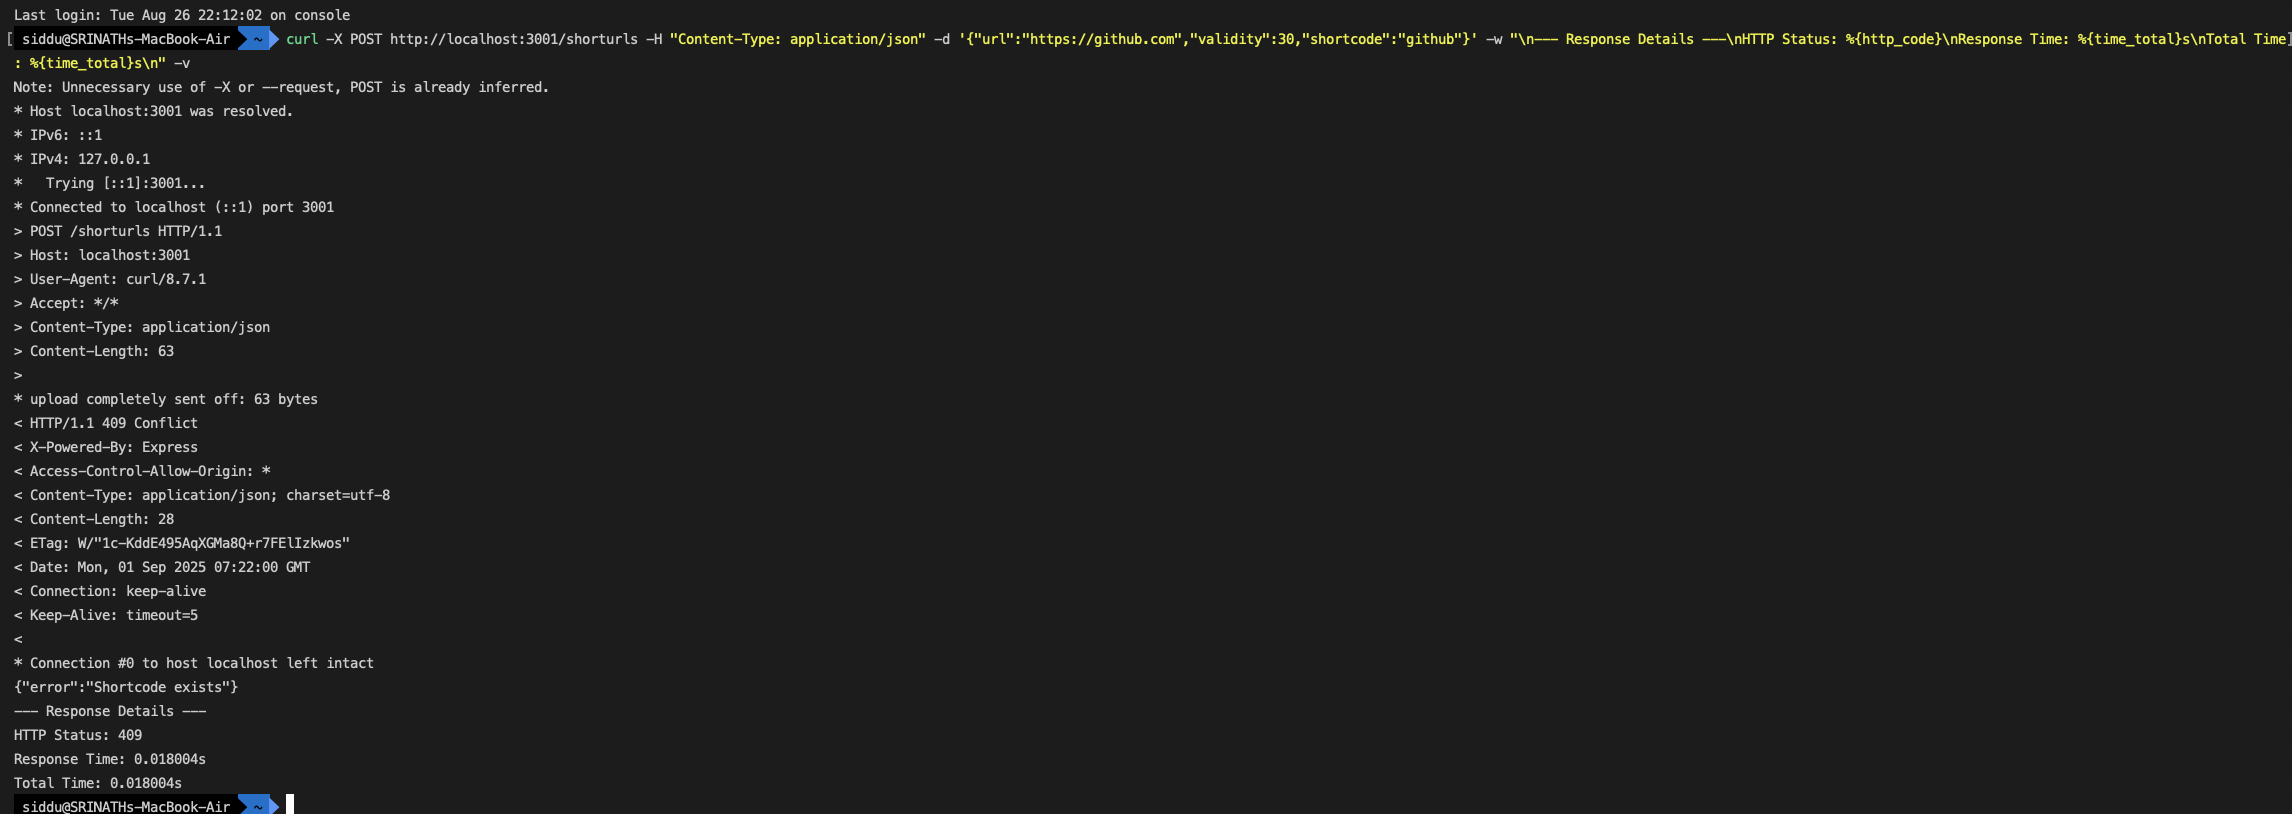 Last login: Tue Aug 26 22:12:02 on console
[ siddu@SRINATHs-MacBook-Air ~ curl -X POST http://localhost:3001/shorturls -H "Content-Type: application/json" -d '{"url":"https://github.com","validity":30,"shortcode":"github"}' -w "\n--- Response Details ---\nHTTP Status: %{http_code}\nResponse Time: %{time_total}s\nTotal Time]
: %{time_total}s\n" -v
Note: Unnecessary use of -X or --request, POST is already inferred.
* Host localhost:3001 was resolved.
* IPv6: ::1
* IPv4: 127.0.0.1
*   Trying [::1]:3001...
* Connected to localhost (::1) port 3001
> POST /shorturls HTTP/1.1
> Host: localhost:3001
> User-Agent: curl/8.7.1
> Accept: */*
> Content-Type: application/json
> Content-Length: 63
>
* upload completely sent off: 63 bytes
< HTTP/1.1 409 Conflict
< X-Powered-By: Express
< Access-Control-Allow-Origin: *
< Content-Type: application/json; charset=utf-8
< Content-Length: 28
< ETag: W/"1c-KddE495AqXGMa8Q+r7FElIzkwos"
< Date: Mon, 01 Sep 2025 07:22:00 GMT
< Connection: keep-alive
< Keep-Alive: timeout=5
<
* Connection #0 to host localhost left intact
{"error":"Shortcode exists"}
--- Response Details ---
HTTP Status: 409
Response Time: 0.018004s
Total Time: 0.018004s
siddu@SRINATHs-MacBook-Air ~